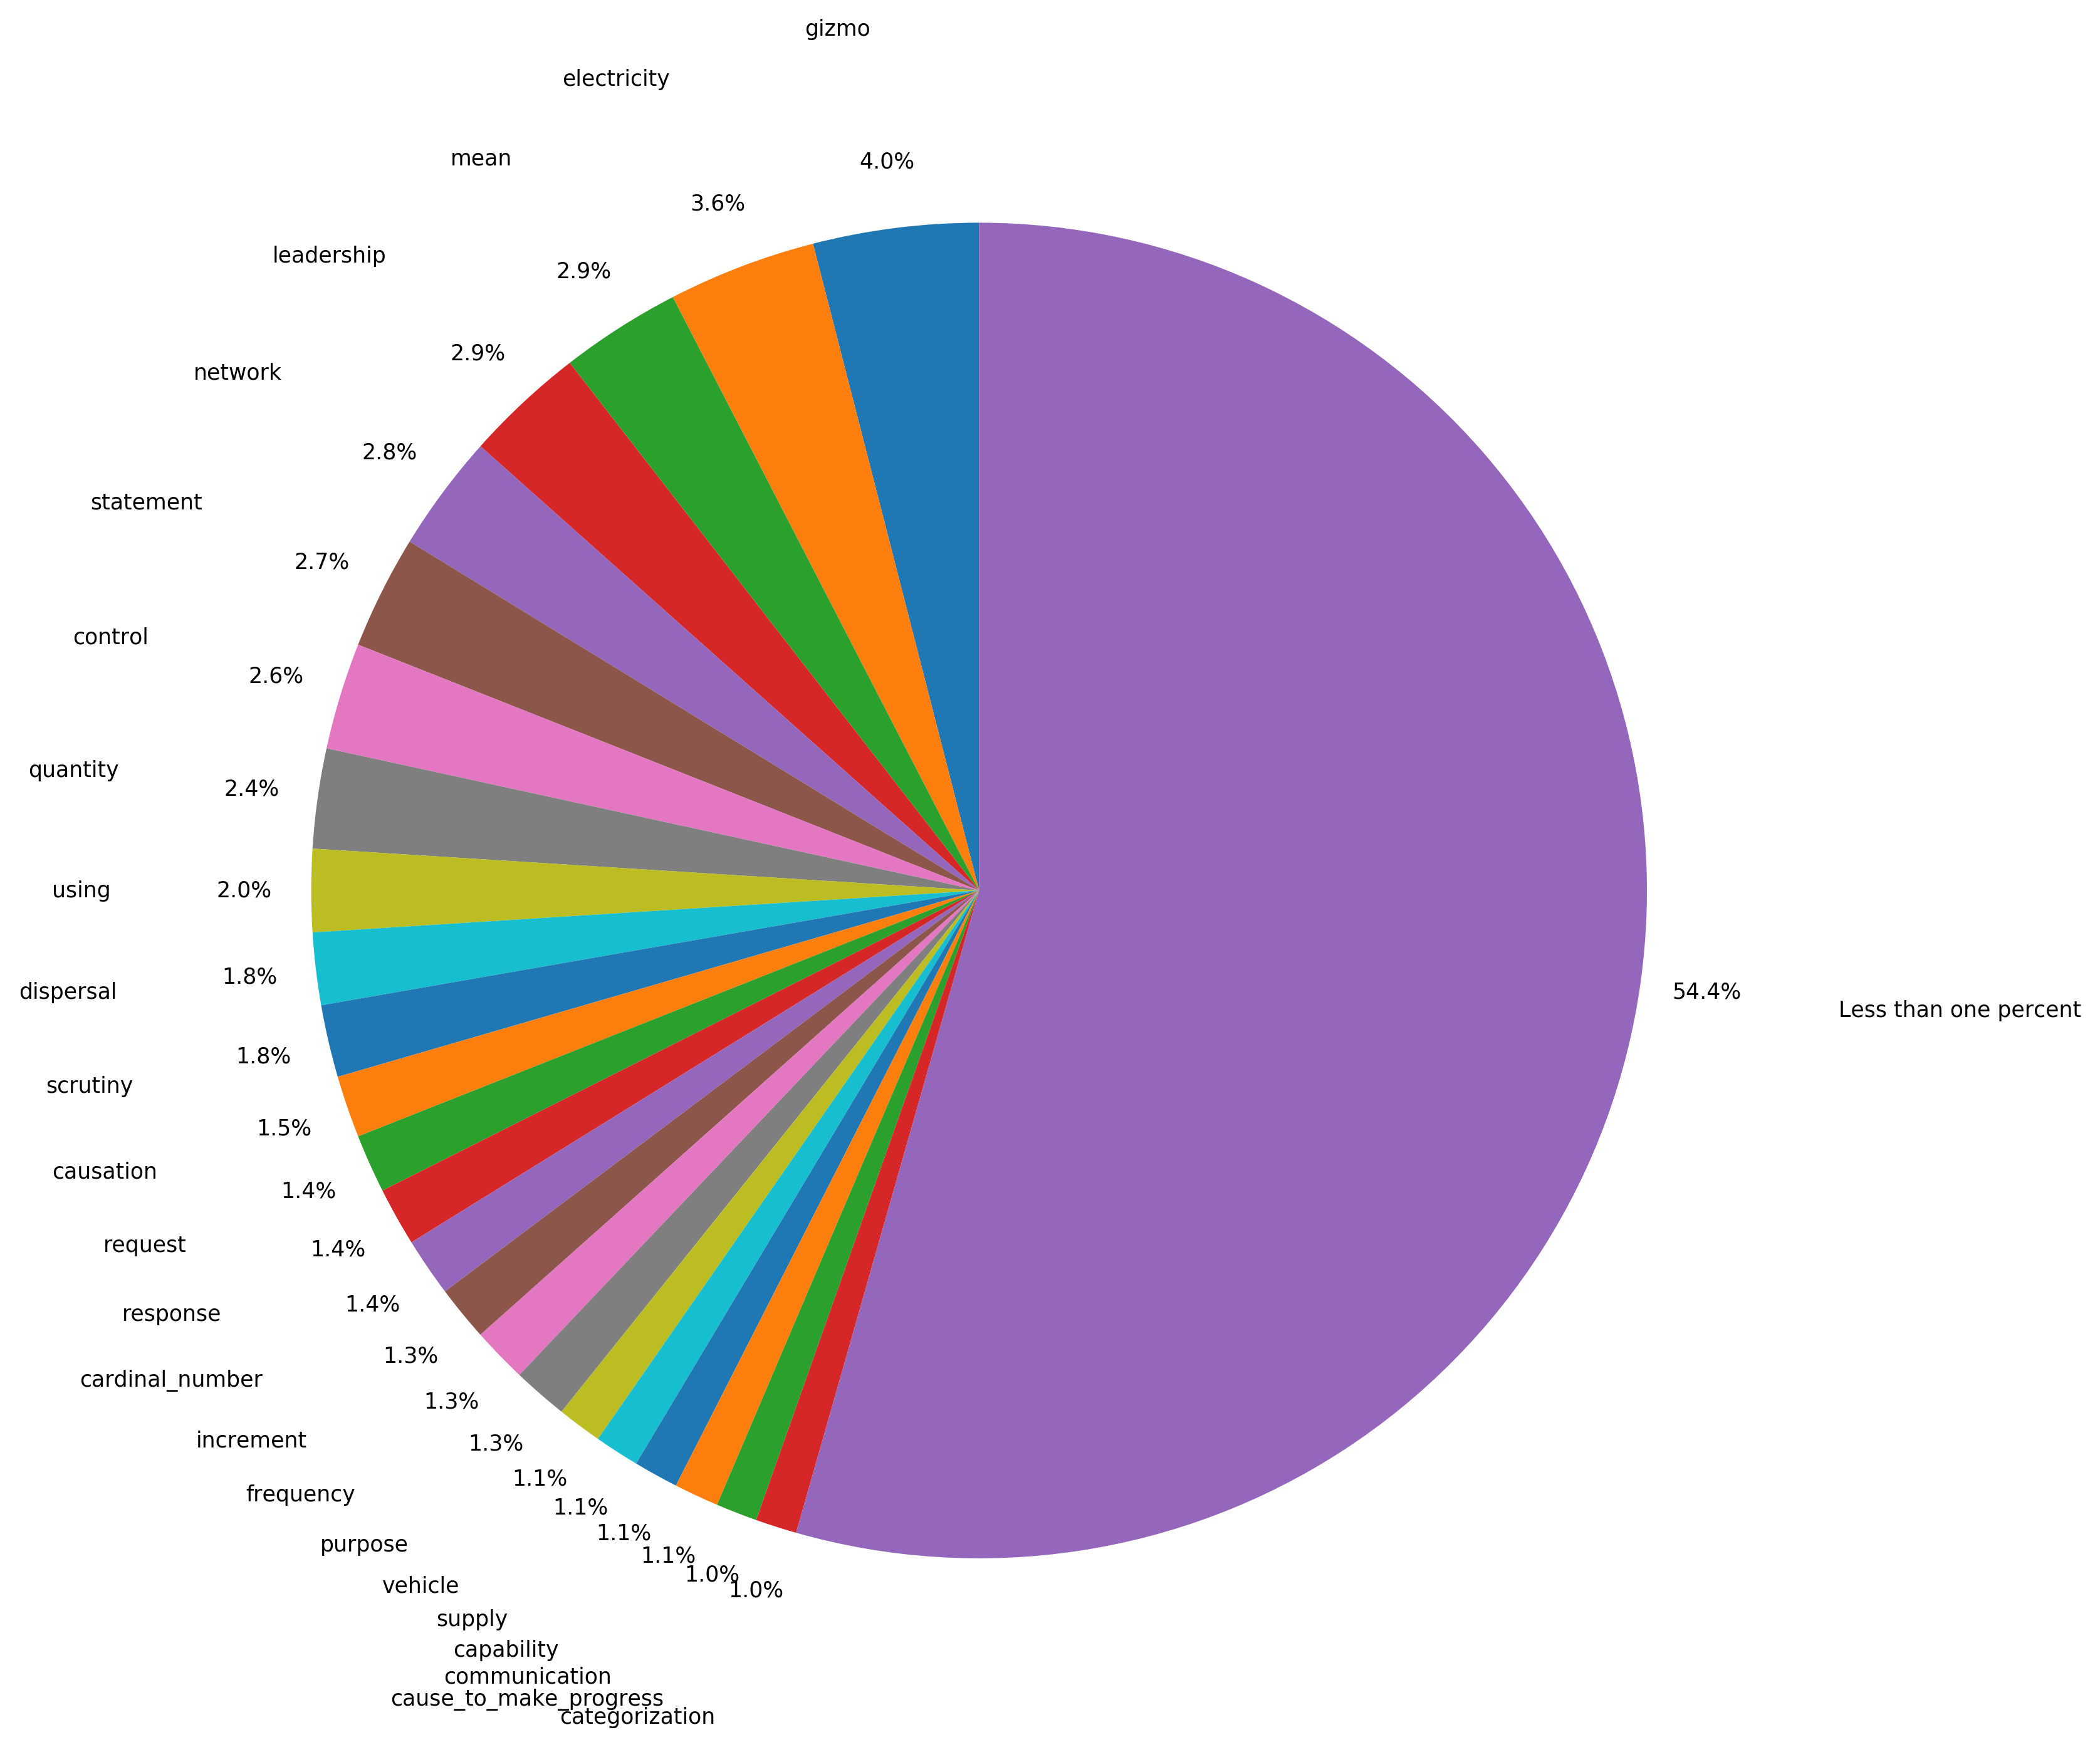 gizmo
electricity
mean
leadership
network
statement
control
quantity
using
dispersal
scrutiny
causation
request
response
cardinal_number
increment
frequency
purpose
vehicle
supply
capability
communication
cause_to_make_progress
categorization
Less than one percent
4.0%
3.6%
2.9%
2.9%
2.8%
2.7%
2.6%
2.4%
2.0%
1.8%
1.8%
1.5%
1.4%
1.4%
1.4%
1.3%
1.3%
1.3%
1.1%
1.1%
1.1%
1.1%
1.0%
1.0%
54.4%